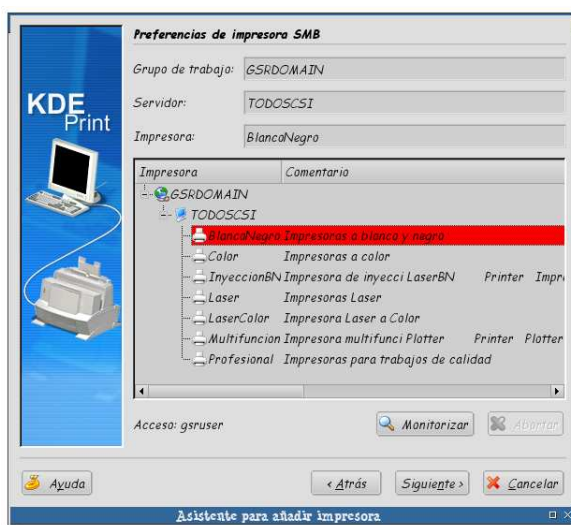 Preferencias de impresora SMB
Grupo de trabajo: GSRDOMAIN
KDE Print
Servidor: TODOSCSI
Impresora: BlancoNegro
Impresora Comentario
GSRDOMAIN
TODOSCSI
BlancoNegro Impresoras a blanco y negro
Color Impresoras a color
InyeccionBN Impresora de inyecci LaserBN Printer Impre
Laser Impresoras Laser
LaserColor Impresora Laser a Color
Multifuncion Impresora multifunci Plotter Printer Plotter
Profesional Impresoras para trabajos de calidad
Acceso: gsruser Monitorizar Abortar
Ayuda < Atrás Siguiente > Cancelar
Asistente para añadir impresora